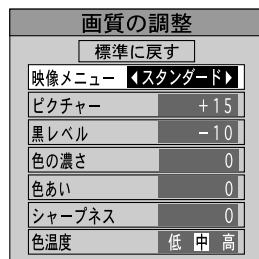 画質の調整
標準に戻す
映像メニュー ◀スタンダード▶
ピクチャー +15
黒レベル −10
色の濃さ 0
色あい 0
シャープネス 0
色温度 低 中 高